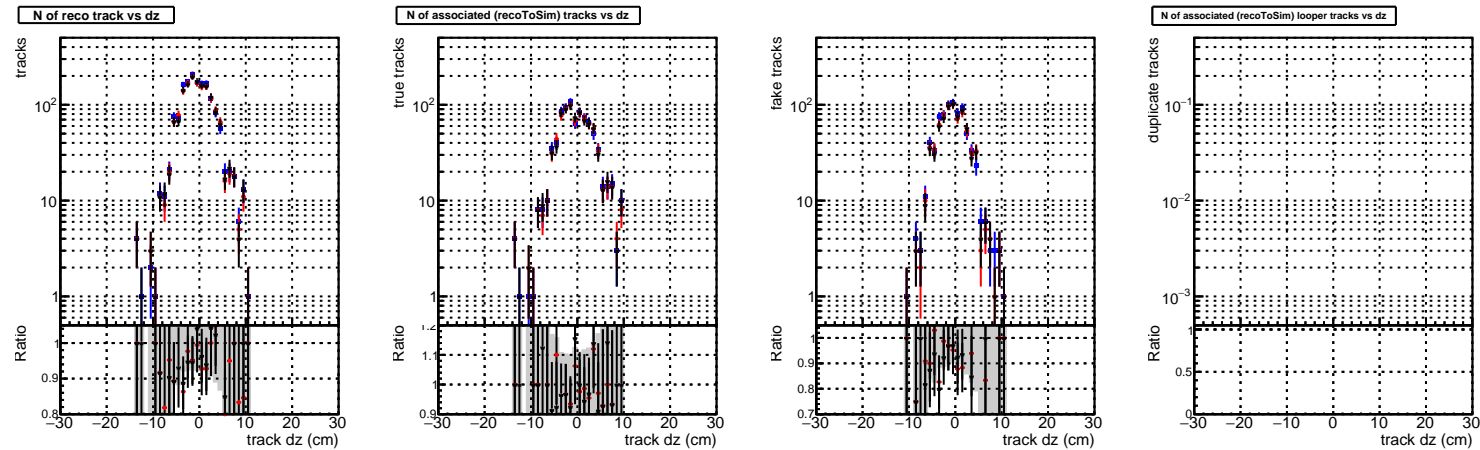 N of reco track vs dz
tracks
10²
10
1
Ratio
1
0.9
0.8
−30 −20 −10 0 10 20 30
track dz (cm)
N of associated (recoToSim) tracks vs dz
true tracks
10²
10
1
Ratio
1.2
1.1
1
0.9
−30 −20 −10 0 10 20 30
track dz (cm)
fake tracks
10²
10
1
Ratio
1
0.9
0.8
0.7
−30 −20 −10 0 10 20 30
track dz (cm)
N of associated (recoToSim) looper tracks vs dz
duplicate tracks
10⁻¹
10⁻²
10⁻³
Ratio
1
0.5
0
−30 −20 −10 0 10 20 30
track dz (cm)